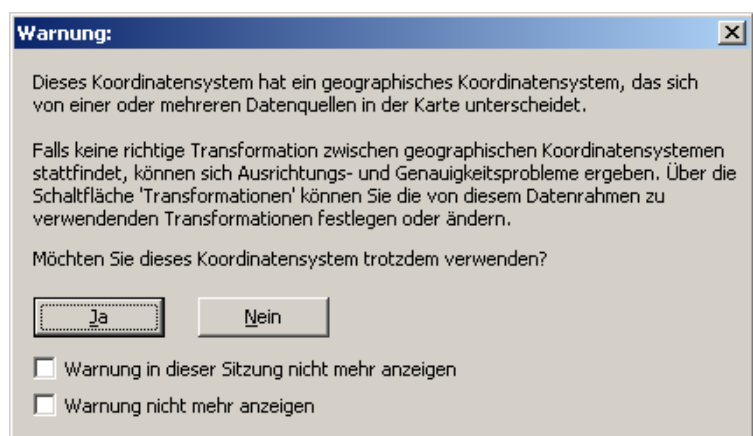 Warnung:
Dieses Koordinatensystem hat ein geographisches Koordinatensystem, das sich
von einer oder mehreren Datenquellen in der Karte unterscheidet.
Falls keine richtige Transformation zwischen geographischen Koordinatensystemen
stattfindet, können sich Ausrichtungs- und Genauigkeitsprobleme ergeben. Über die
Schaltfläche 'Transformationen' können Sie die von diesem Datenrahmen zu
verwendenden Transformationen festlegen oder ändern.
Möchten Sie dieses Koordinatensystem trotzdem verwenden?
Ja
Nein
Warnung in dieser Sitzung nicht mehr anzeigen
Warnung nicht mehr anzeigen